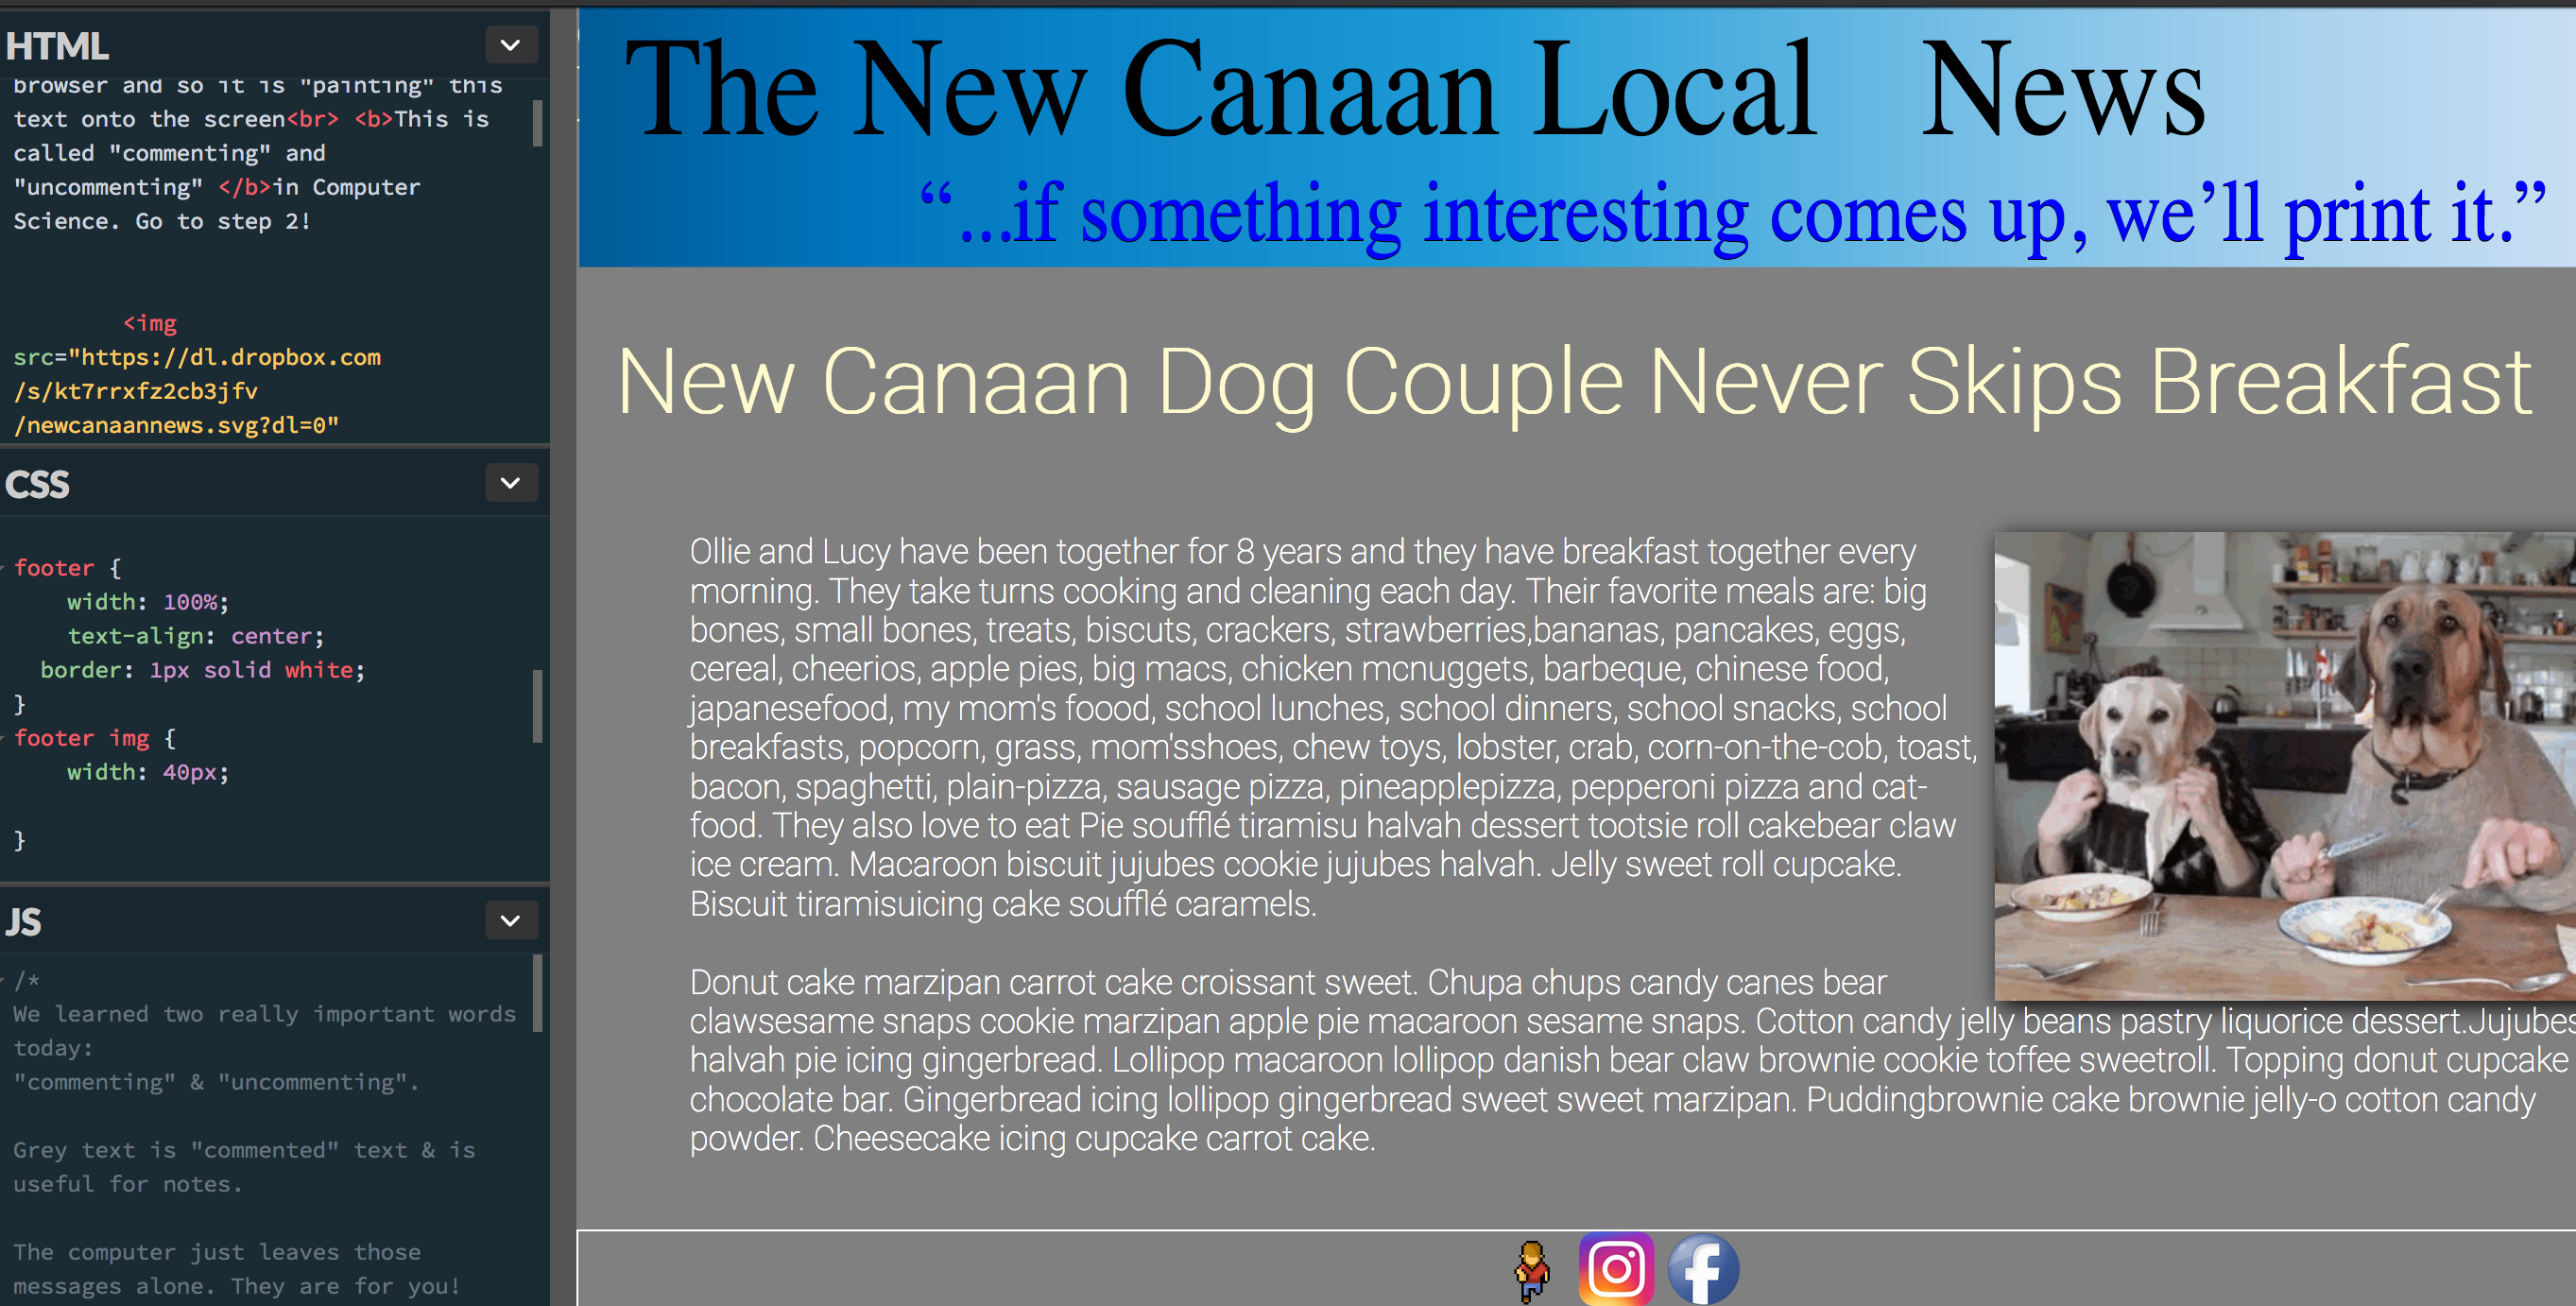 HTML
browser and so it is "painting" this
text onto the screen<br> <b>This is
called "commenting" and
"uncommenting" </b>in Computer
Science. Go to step 2!
<img
src="https://dl.dropbox.com
/s/kt7rrxfz2cb3jfv
/newcanaannews.svg?dl=0"
CSS
footer {
width: 100%;
text-align: center;
border: 1px solid white;
}
footer img {
width: 40px;
}
JS
/*
We learned two really important words
today:
"commenting" & "uncommenting".
Grey text is "commented" text & is
useful for notes.
The computer just leaves those
messages alone. They are for you!
The New Canaan Local News
“...if something interesting comes up, we’ll print it.”
New Canaan Dog Couple Never Skips Breakfast
Ollie and Lucy have been together for 8 years and they have breakfast together every
morning. They take turns cooking and cleaning each day. Their favorite meals are: big
bones, small bones, treats, biscuts, crackers, strawberries,bananas, pancakes, eggs,
cereal, cheerios, apple pies, big macs, chicken mcnuggets, barbeque, chinese food,
japanesefood, my mom's foood, school lunches, school dinners, school snacks, school
breakfasts, popcorn, grass, mom'sshoes, chew toys, lobster, crab, corn-on-the-cob, toast,
bacon, spaghetti, plain-pizza, sausage pizza, pineapplepizza, pepperoni pizza and cat-
food. They also love to eat Pie soufflé tiramisu halvah dessert tootsie roll cakebear claw
ice cream. Macaroon biscuit jujubes cookie jujubes halvah. Jelly sweet roll cupcake.
Biscuit tiramisuicing cake soufflé caramels.
Donut cake marzipan carrot cake croissant sweet. Chupa chups candy canes bear
clawsesame snaps cookie marzipan apple pie macaroon sesame snaps. Cotton candy jelly beans pastry liquorice dessert.Jujubes
halvah pie icing gingerbread. Lollipop macaroon lollipop danish bear claw brownie cookie toffee sweetroll. Topping donut cupcake
chocolate bar. Gingerbread icing lollipop gingerbread sweet sweet marzipan. Puddingbrownie cake brownie jelly-o cotton candy
powder. Cheesecake icing cupcake carrot cake.
f